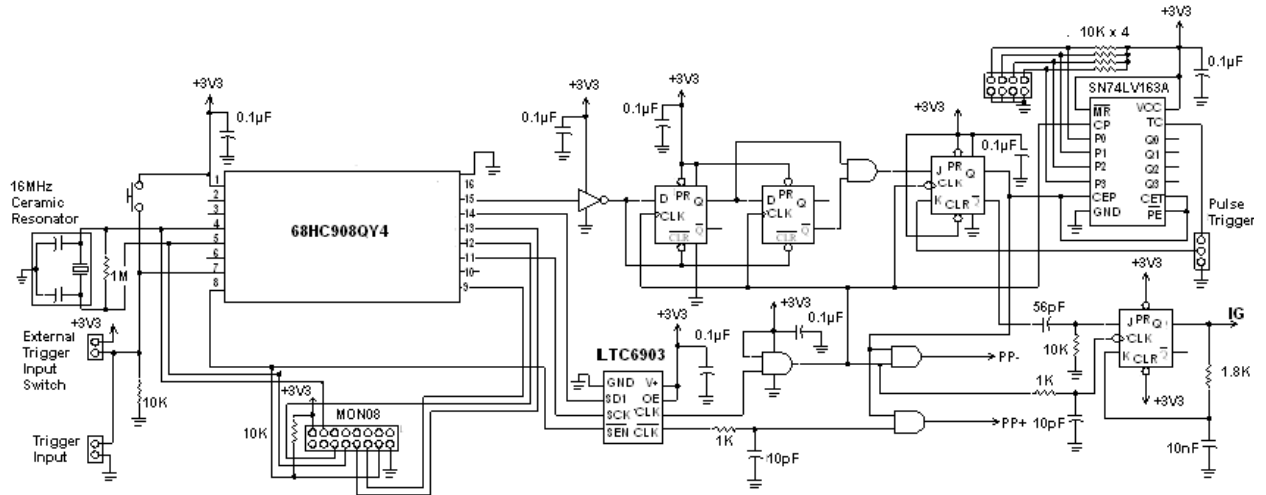 +3V3
10K x 4
0.1µF
SN74LV163A
MR
VCC
CP
TC
P0
Q0
P1
Q1
P2
Q2
P3
Q3
CEP
CET
GND
PE
Pulse
Trigger
+3V3
0.1µF
16MHz
Ceramic
Resonator
1M
1
2
3
4
5
6
7
8
68HC908QY4
16
15
14
13
12
11
10
9
+3V3
0.1µF
+3V3
0.1µF
D PR Q
CLK
Q
CLR
D PR Q
CLK
Q
CLR
+3V3
0.1µF
J PR Q
CLK
K CLR Q
+3V3
External
Trigger
Input
Switch
10K
Trigger
Input
+3V3
MON08
10K
1
LTC6903
GND
V+
SDI
OE
SCK
CLK
SEN
CLK
+3V3
0.1µF
1K
10pF
+3V3
0.1µF
PP-
PP+
1K
10pF
56pF
10K
+3V3
J PR Q
CLK
K CLR Q
+3V3
IG
1.8K
10nF